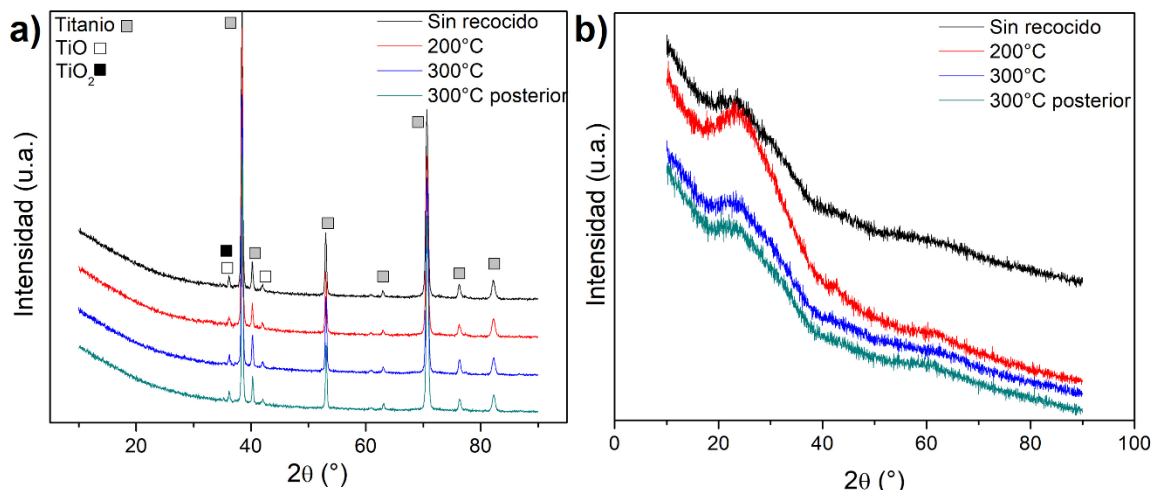 a)
Titanio
TiO
TiO2
Sin recocido
200°C
300°C
300°C posterior
Intensidad (u.a.)
20 40 60 80
2θ (°)
b)
Sin recocido
200°C
300°C
300°C posterior
Intensidad (u.a.)
0 20 40 60 80 100
2θ (°)